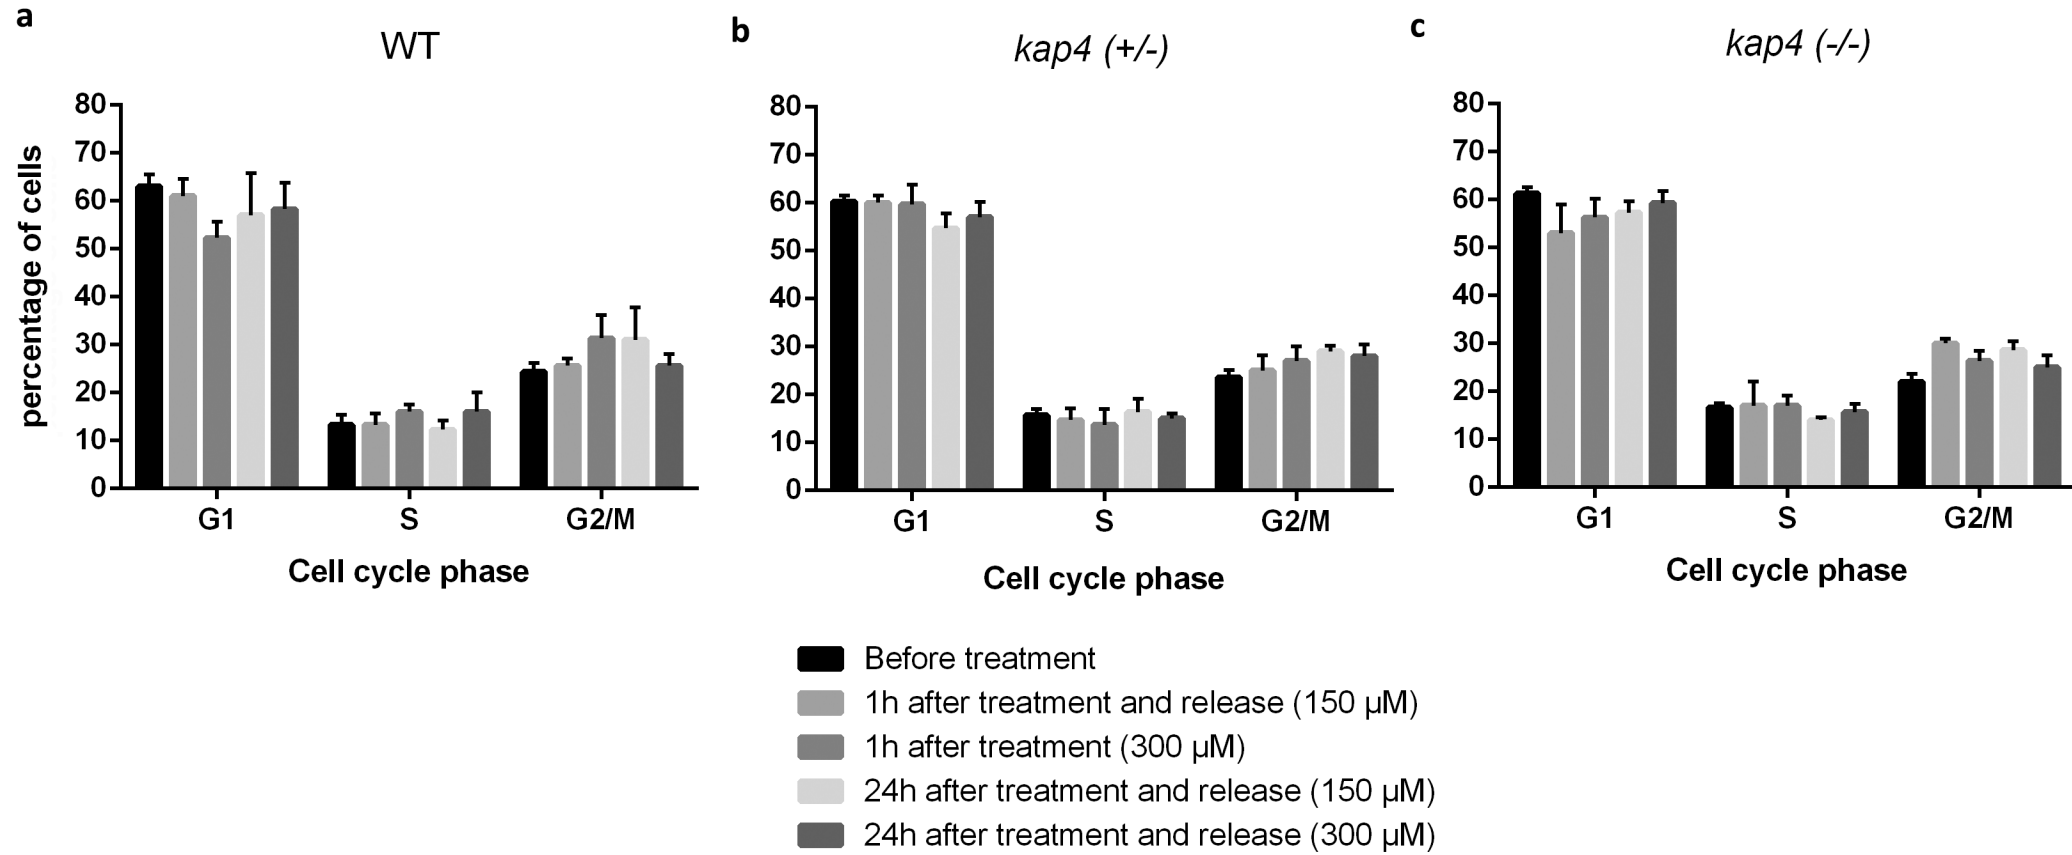 a
WT
percentage of cells
80
70
60
50
40
30
20
10
0
G1 S G2/M
Cell cycle phase
b
kap4 (+/-)
80
70
60
50
40
30
20
10
0
G1 S G2/M
Cell cycle phase
c
kap4 (-/-)
80
70
60
50
40
30
20
10
0
G1 S G2/M
Cell cycle phase
Before treatment
1h after treatment and release (150 µM)
1h after treatment (300 µM)
24h after treatment and release (150 µM)
24h after treatment and release (300 µM)